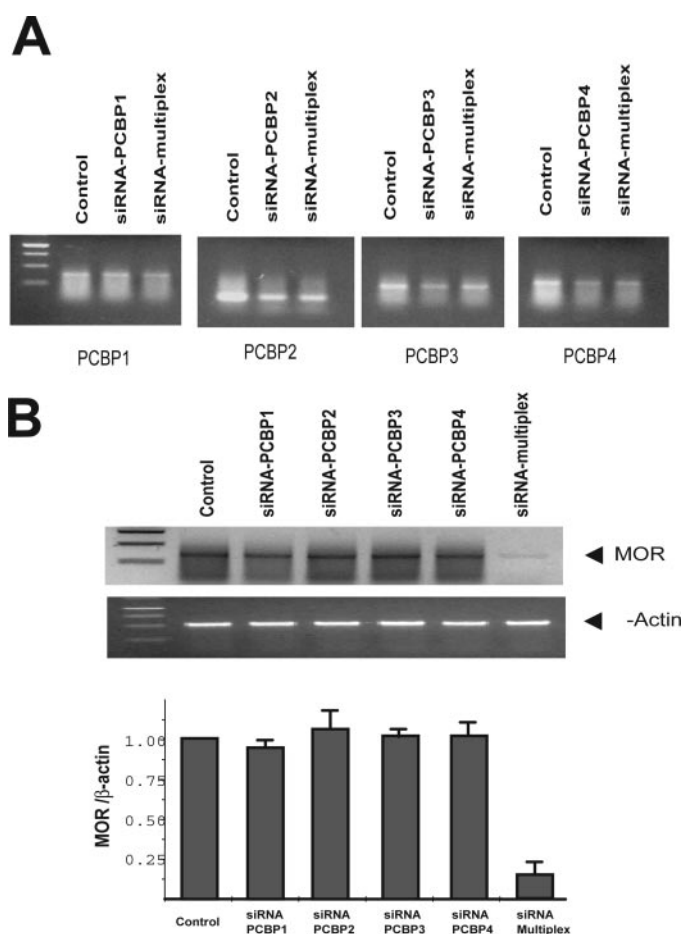 A
Control
siRNA-PCBP1
siRNA-multiplex
Control
siRNA-PCBP2
siRNA-multiplex
Control
siRNA-PCBP3
siRNA-multiplex
Control
siRNA-PCBP4
siRNA-multiplex
PCBP1
PCBP2
PCBP3
PCBP4
B
Control
siRNA-PCBP1
siRNA-PCBP2
siRNA-PCBP3
siRNA-PCBP4
siRNA-multiplex
MOR
-Actin
MOR /β-actin
1.00
0.75
0.50
0.25
Control
siRNA
PCBP1
siRNA
PCBP2
siRNA
PCBP3
siRNA
PCBP4
siRNA
Multiplex